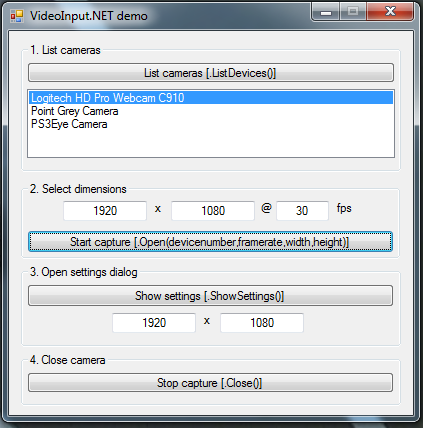 VideoInput.NET demo
1. List cameras
List cameras [.ListDevices()]
Logitech HD Pro Webcam C910
Point Grey Camera
PS3Eye Camera
2. Select dimensions
1920 x 1080 @ 30 fps
Start capture [.Open(devicenumber,framerate,width,height)]
3. Open settings dialog
Show settings [.ShowSettings()]
1920 x 1080
4. Close camera
Stop capture [.Close()]